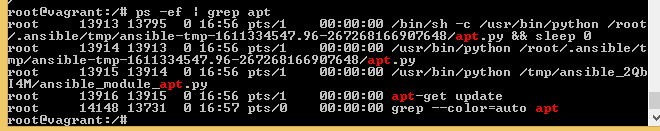 root@vagrant:/# ps -ef | grep apt
root     13913 13795  0 16:56 pts/1    00:00:00 /bin/sh -c /usr/bin/python /root
/.ansible/tmp/ansible-tmp-1611334547.96-267268166907648/apt.py && sleep 0
root     13914 13913  0 16:56 pts/1    00:00:00 /usr/bin/python /root/.ansible/t
mp/ansible-tmp-1611334547.96-267268166907648/apt.py
root     13915 13914  0 16:56 pts/1    00:00:00 /usr/bin/python /tmp/ansible_2Qb
I4M/ansible_module_apt.py
root     13916 13915  0 16:56 pts/1    00:00:00 apt-get update
root     14148 13731  0 16:57 pts/0    00:00:00 grep --color=auto apt
root@vagrant:/#